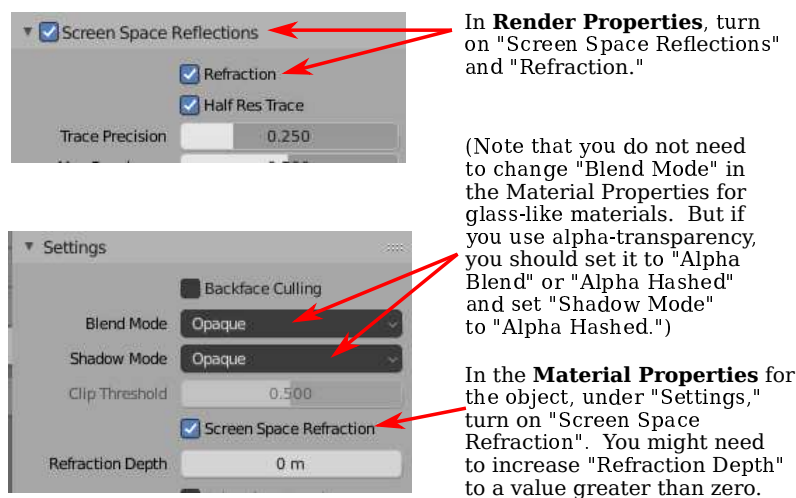 Screen Space Reflections
Refraction
Half Res Trace
Trace Precision 0.250
In Render Properties, turn
on "Screen Space Reflections"
and "Refraction."
(Note that you do not need
to change "Blend Mode" in
the Material Properties for
glass-like materials.  But if
you use alpha-transparency,
you should set it to "Alpha
Blend" or "Alpha Hashed"
and set "Shadow Mode"
to "Alpha Hashed.")
Settings
Backface Culling
Blend Mode Opaque
Shadow Mode Opaque
Clip Threshold 0.500
Screen Space Refraction
Refraction Depth 0 m
In the Material Properties for
the object, under "Settings,"
turn on "Screen Space
Refraction".  You might need
to increase "Refraction Depth"
to a value greater than zero.